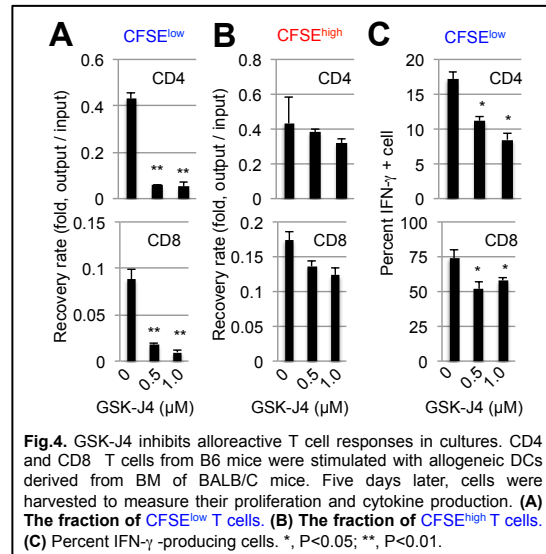 A B C
CFSElow CFSEhigh CFSElow
Recovery rate (fold, output / input)
0.6
0.4
0.2
0
CD4
**
**
0.15
0.1
0.05
0
CD8
**
**
0 0.5 1.0
GSK-J4 (µM)
Recovery rate (fold, output / input)
0.6
0.4
0.2
0
CD4
0.2
0.15
0.1
0.05
0
CD8
0 0.5 1.0
GSK-J4 (µM)
Percent IFN-γ + cell
20
15
10
5
0
CD4
*
*
100
75
50
25
0
CD8
*
*
0 0.5 1.0
GSK-J4 (µM)
Fig.4. GSK-J4 inhibits alloreactive T cell responses in cultures. CD4
and CD8 T cells from B6 mice were stimulated with allogeneic DCs
derived from BM of BALB/C mice. Five days later, cells were
harvested to measure their proliferation and cytokine production. (A)
The fraction of CFSElow T cells. (B) The fraction of CFSEhigh T cells.
(C) Percent IFN-γ -producing cells. *, P<0.05; **, P<0.01.